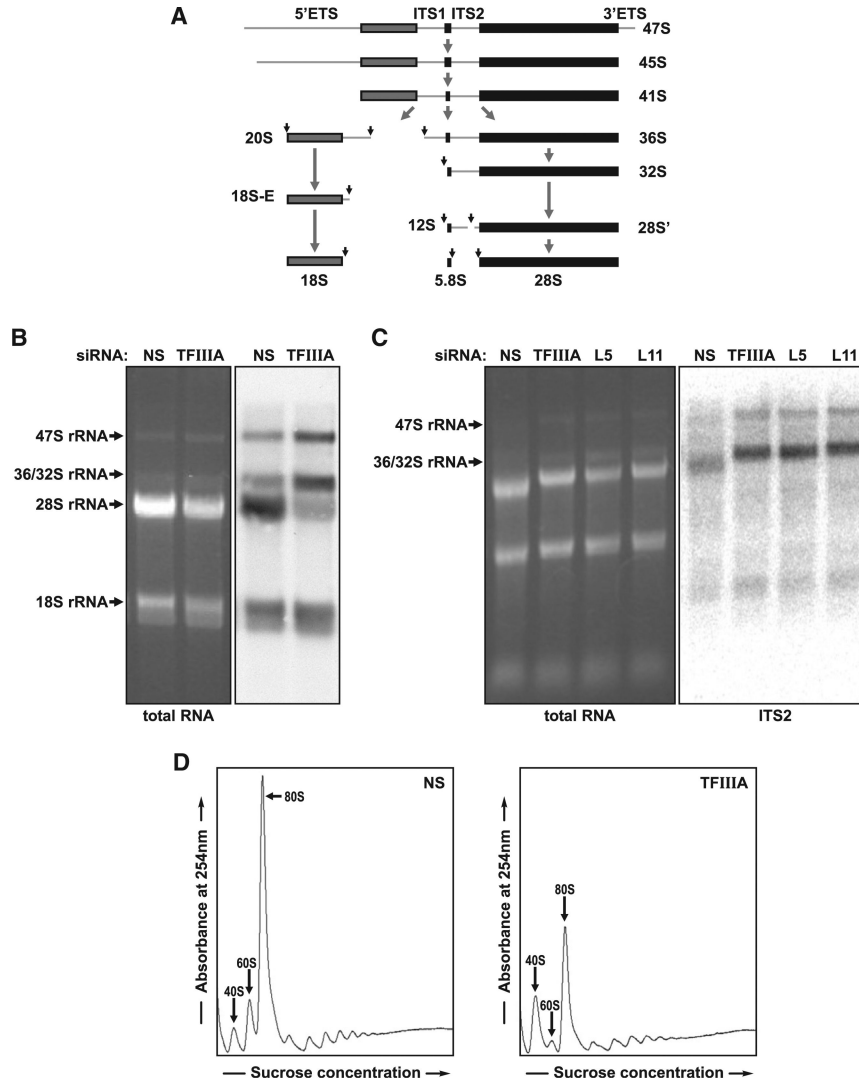 A
5'ETS ITS1 ITS2 3'ETS
47S
45S
41S
20S 36S
32S
18S-E
12S 28S'
18S 5.8S 28S
B
siRNA: NS TFIIIA NS TFIIIA
47S rRNA
36/32S rRNA
28S rRNA
18S rRNA
total RNA
C
siRNA: NS TFIIIA L5 L11 NS TFIIIA L5 L11
47S rRNA
36/32S rRNA
total RNA ITS2
D
NS
80S
60S
40S
Absorbance at 254nm
Sucrose concentration
TFIIIA
80S
40S
60S
Absorbance at 254nm
Sucrose concentration